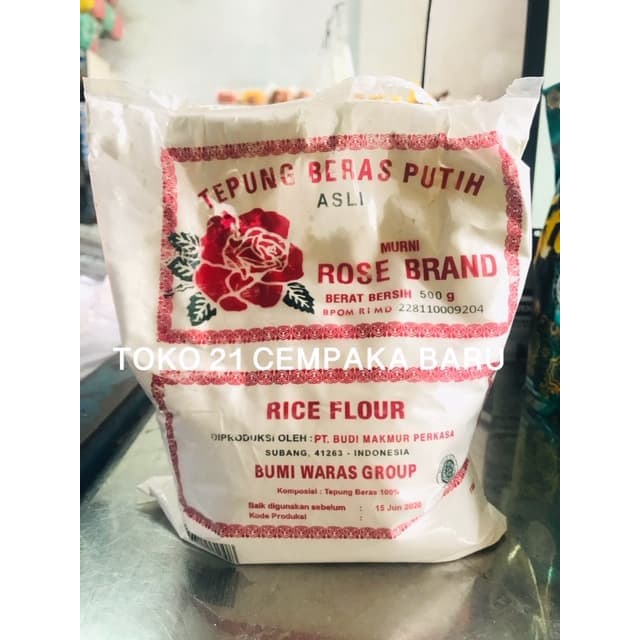 TEPUNG BERAS PUTIH
ASLI
MURNI
ROSE BRAND
BERAT BERSIH 500 g
BPOM RI MD 228110009204
TOKO 21 CEMPAKA BARU
RICE FLOUR
DIPRODUKSI OLEH : PT. BUDI MAKMUR PERKASA
SUBANG, 41263 - INDONESIA
BUMI WARAS GROUP
Komposisi : Tepung Beras 100%
Baik digunakan sebelum : 15 Jun 2020
Kode Produksi :